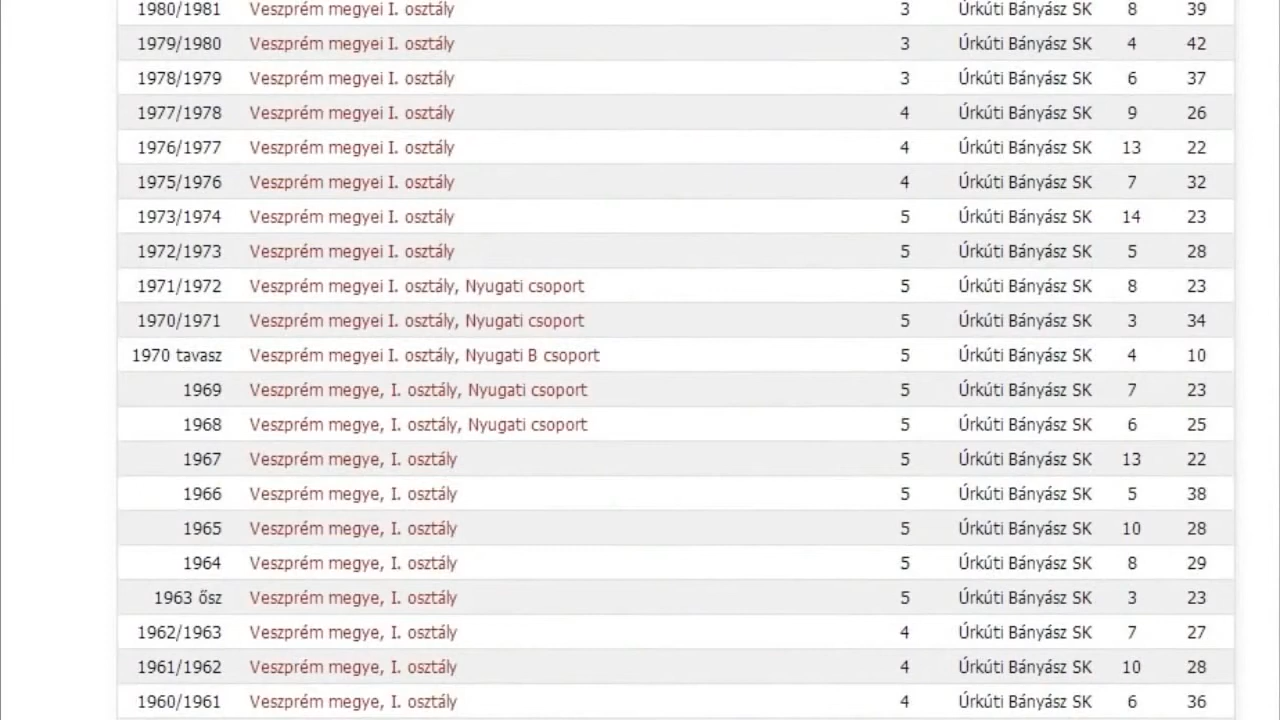 1980/1981 Veszprém megyei I. osztály 3 Úrkúti Bányász SK 8 39
1979/1980 Veszprém megyei I. osztály 3 Úrkúti Bányász SK 4 42
1978/1979 Veszprém megyei I. osztály 3 Úrkúti Bányász SK 6 37
1977/1978 Veszprém megyei I. osztály 4 Úrkúti Bányász SK 9 26
1976/1977 Veszprém megyei I. osztály 4 Úrkúti Bányász SK 13 22
1975/1976 Veszprém megyei I. osztály 4 Úrkúti Bányász SK 7 32
1973/1974 Veszprém megyei I. osztály 5 Úrkúti Bányász SK 14 23
1972/1973 Veszprém megyei I. osztály 5 Úrkúti Bányász SK 5 28
1971/1972 Veszprém megyei I. osztály, Nyugati csoport 5 Úrkúti Bányász SK 8 23
1970/1971 Veszprém megyei I. osztály, Nyugati csoport 5 Úrkúti Bányász SK 3 34
1970 tavasz Veszprém megyei I. osztály, Nyugati B csoport 5 Úrkúti Bányász SK 4 10
1969 Veszprém megye, I. osztály, Nyugati csoport 5 Úrkúti Bányász SK 7 23
1968 Veszprém megye, I. osztály, Nyugati csoport 5 Úrkúti Bányász SK 6 25
1967 Veszprém megye, I. osztály 5 Úrkúti Bányász SK 13 22
1966 Veszprém megye, I. osztály 5 Úrkúti Bányász SK 5 38
1965 Veszprém megye, I. osztály 5 Úrkúti Bányász SK 10 28
1964 Veszprém megye, I. osztály 5 Úrkúti Bányász SK 8 29
1963 ősz Veszprém megye, I. osztály 5 Úrkúti Bányász SK 3 23
1962/1963 Veszprém megye, I. osztály 4 Úrkúti Bányász SK 7 27
1961/1962 Veszprém megye, I. osztály 4 Úrkúti Bányász SK 10 28
1960/1961 Veszprém megye, I. osztály 4 Úrkúti Bányász SK 6 36